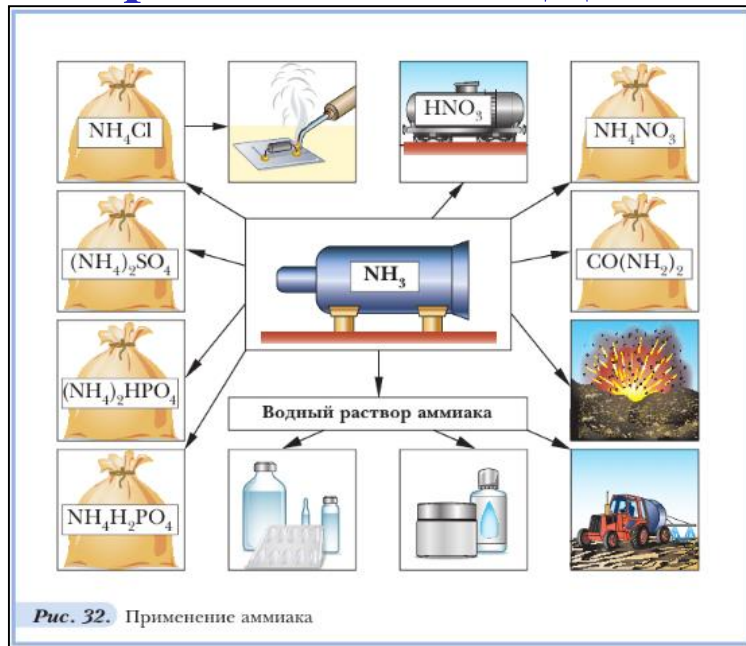 NH₄Cl
HNO₃
NH₄NO₃
(NH₄)₂SO₄
NH₃
CO(NH₂)₂
(NH₄)₂HPO₄
Водный раствор аммиака
NH₄H₂PO₄
Рис. 32. Применение аммиака